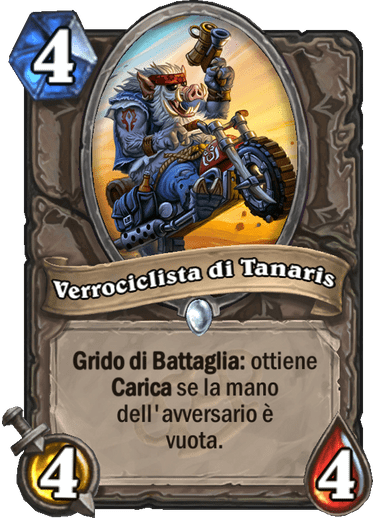 4
Verrociclista di Tanaris
Grido di Battaglia: ottiene
Carica se la mano
dell'avversario è
vuota.
4
4